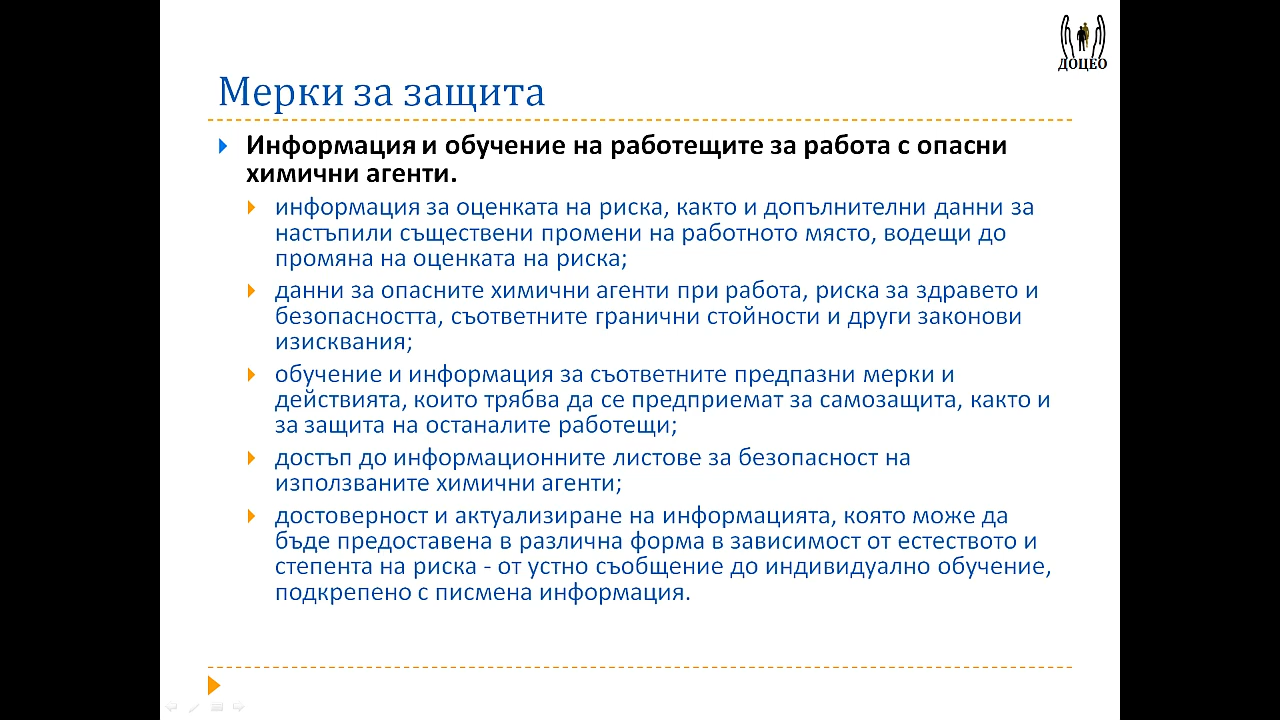 ДОЦЕО
Мерки за защита
Информация и обучение на работещите за работа с опасни
химични агенти.
информация за оценката на риска, както и допълнителни данни за
настъпили съществени промени на работното място, водещи до
промяна на оценката на риска;
данни за опасните химични агенти при работа, риска за здравето и
безопасността, съответните гранични стойности и други законови
изисквания;
обучение и информация за съответните предпазни мерки и
действията, които трябва да се предприемат за самозащита, както и
за защита на останалите работещи;
достъп до информационните листове за безопасност на
използваните химични агенти;
достоверност и актуализиране на информацията, която може да
бъде предоставена в различна форма в зависимост от естеството и
степента на риска - от устно съобщение до индивидуално обучение,
подкрепено с писмена информация.